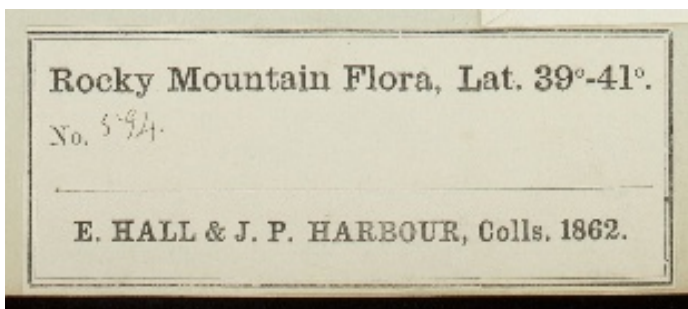 Rocky Mountain Flora, Lat. 39°-41°.
No. 594.
E. HALL & J. P. HARBOUR, Colls. 1862.